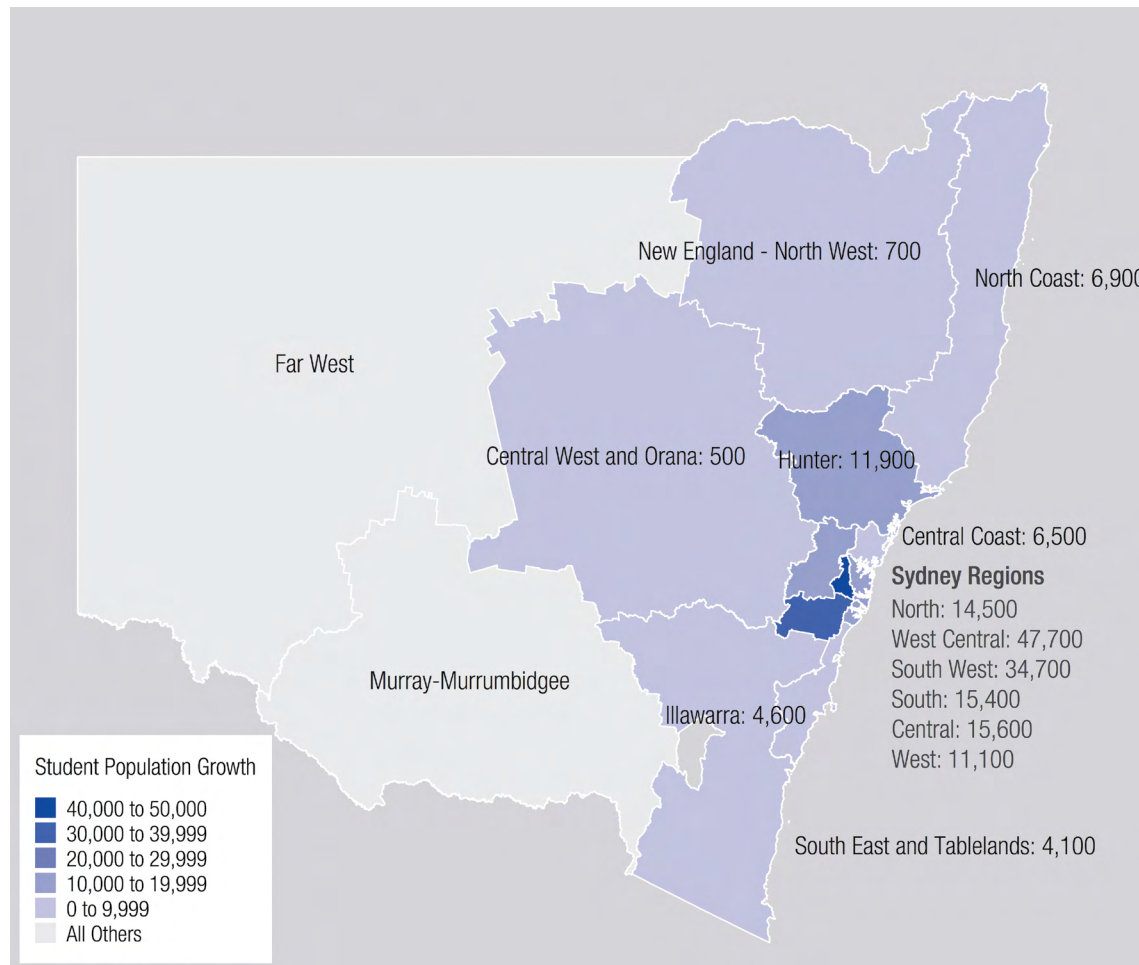 New England - North West: 700
North Coast: 6,900
Far West
Central West and Orana: 500
Hunter: 11,900
Central Coast: 6,500
Sydney Regions
North: 14,500
West Central: 47,700
South West: 34,700
South: 15,400
Central: 15,600
West: 11,100
Murray-Murrumbidgee
Illawarra: 4,600
South East and Tablelands: 4,100
Student Population Growth
40,000 to 50,000
30,000 to 39,999
20,000 to 29,999
10,000 to 19,999
0 to 9,999
All Others